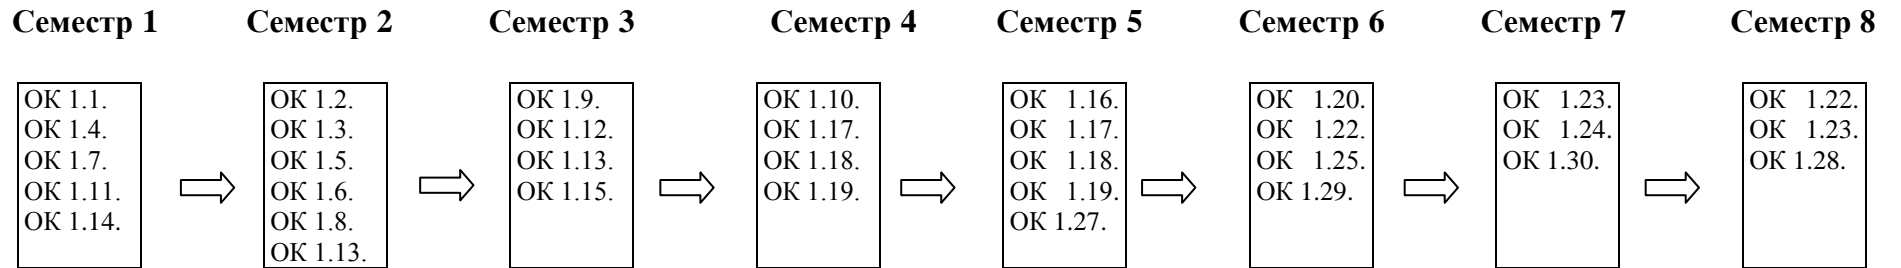 Семестр 1
Семестр 2
Семестр 3
Семестр 4
Семестр 5
Семестр 6
Семестр 7
Семестр 8
ОК 1.1.
ОК 1.4.
ОК 1.7.
ОК 1.11.
ОК 1.14.
ОК 1.2.
ОК 1.3.
ОК 1.5.
ОК 1.6.
ОК 1.8.
ОК 1.13.
ОК 1.9.
ОК 1.12.
ОК 1.13.
ОК 1.15.
ОК 1.10.
ОК 1.17.
ОК 1.18.
ОК 1.19.
ОК 1.16.
ОК 1.17.
ОК 1.18.
ОК 1.19.
ОК 1.27.
ОК 1.20.
ОК 1.22.
ОК 1.25.
ОК 1.29.
ОК 1.23.
ОК 1.24.
ОК 1.30.
ОК 1.22.
ОК 1.23.
ОК 1.28.